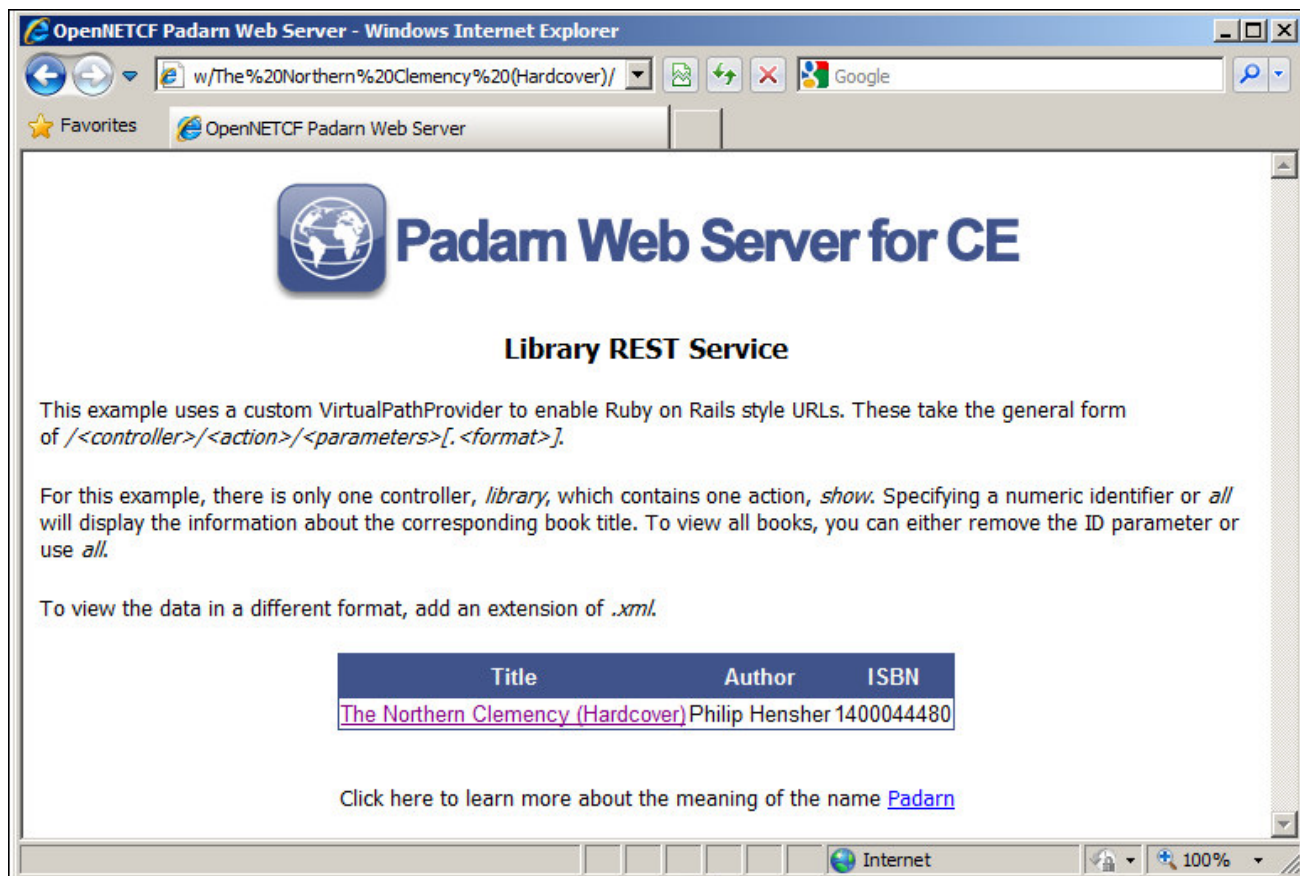 OpenNETCF Padarn Web Server - Windows Internet Explorer
w/The%20Northern%20Clemency%20(Hardcover)/
Google
Favorites
OpenNETCF Padarn Web Server
Padarn Web Server for CE
Library REST Service
This example uses a custom VirtualPathProvider to enable Ruby on Rails style URLs. These take the general form
of /<controller>/<action>/<parameters>[.<format>].
For this example, there is only one controller, library, which contains one action, show. Specifying a numeric identifier or all
will display the information about the corresponding book title. To view all books, you can either remove the ID parameter or
use all.
To view the data in a different format, add an extension of .xml.
Title Author ISBN
The Northern Clemency (Hardcover) Philip Hensher 1400044480
Click here to learn more about the meaning of the name Padarn
Internet
100%